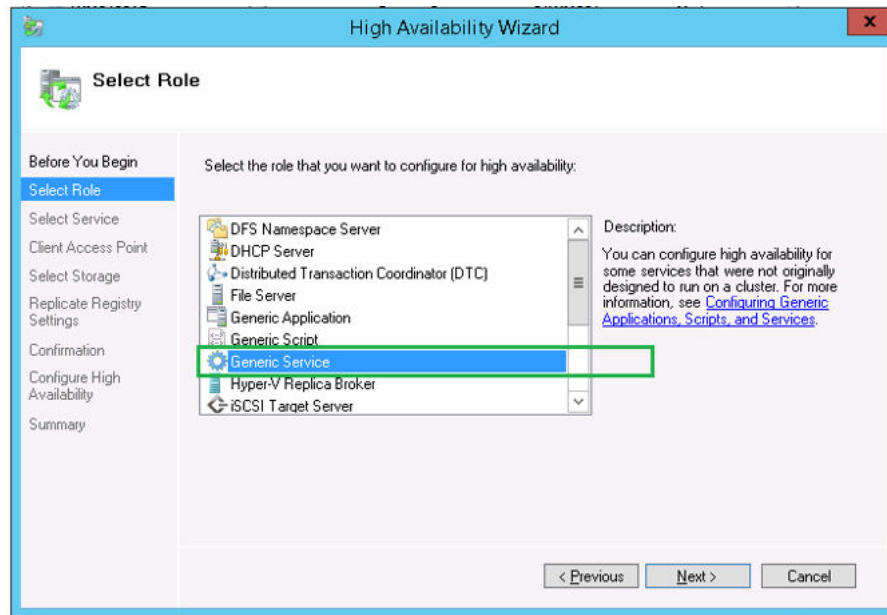 High Availability Wizard
x
Select Role
Before You Begin
Select Role
Select Service
Client Access Point
Select Storage
Replicate Registry
Settings
Confirmation
Configure High
Availability
Summary
Select the role that you want to configure for high availability:
DFS Namespace Server
DHCP Server
Distributed Transaction Coordinator (DTC)
File Server
Generic Application
Generic Script
Generic Service
Hyper-V Replica Broker
iSCSI Target Server
Description:
You can configure high availability for
some services that were not originally
designed to run on a cluster. For more
information, see Configuring Generic
Applications, Scripts, and Services.
< Previous
Next >
Cancel